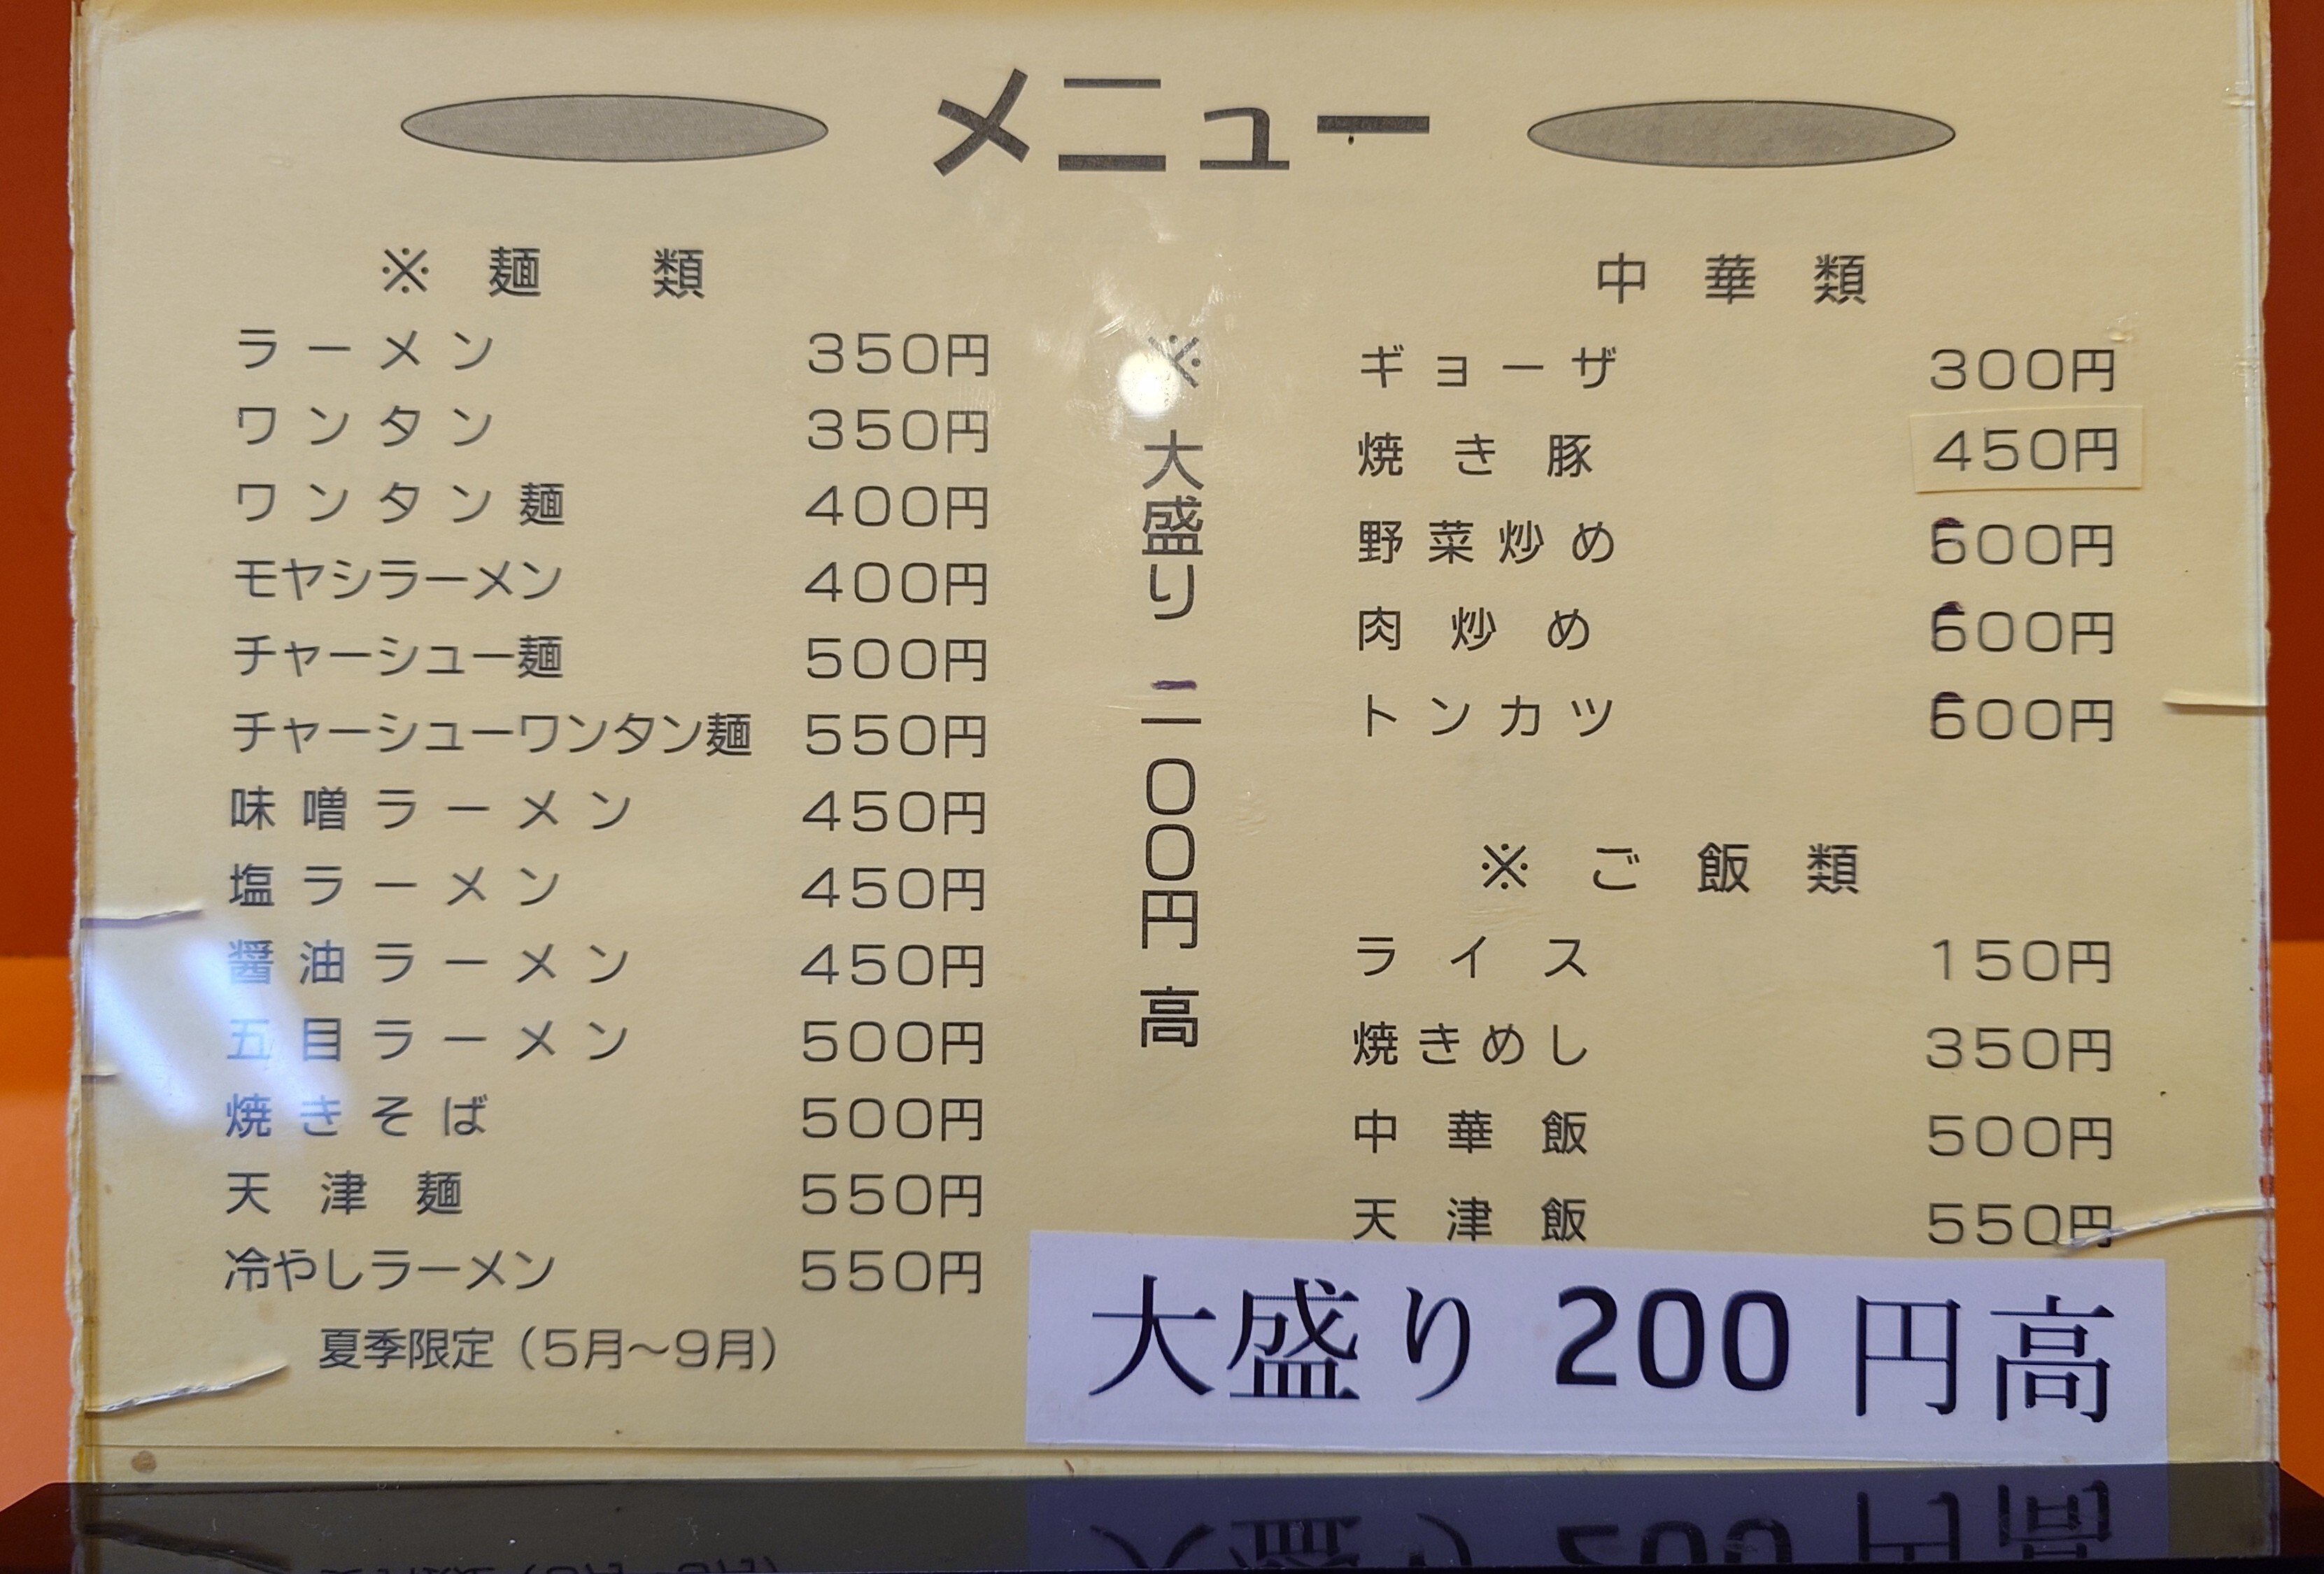 メニュー
※ 麺 類
ラーメン 350円
ワンタン 350円
ワンタン麺 400円
モヤシラーメン 400円
チャーシュー麺 500円
チャーシューワンタン麺 550円
味噌ラーメン 450円
塩ラーメン 450円
醤油ラーメン 450円
五目ラーメン 500円
焼きそば 500円
天津麺 550円
冷やしラーメン 550円
夏季限定（5月～9月）
※ 大盛り 二〇〇円 高
中 華 類
ギョーザ 300円
焼き豚 450円
野菜炒め 600円
肉炒め 600円
トンカツ 600円
※ ご 飯 類
ライス 150円
焼きめし 350円
中華飯 500円
天津飯 550円
大盛り 200 円高